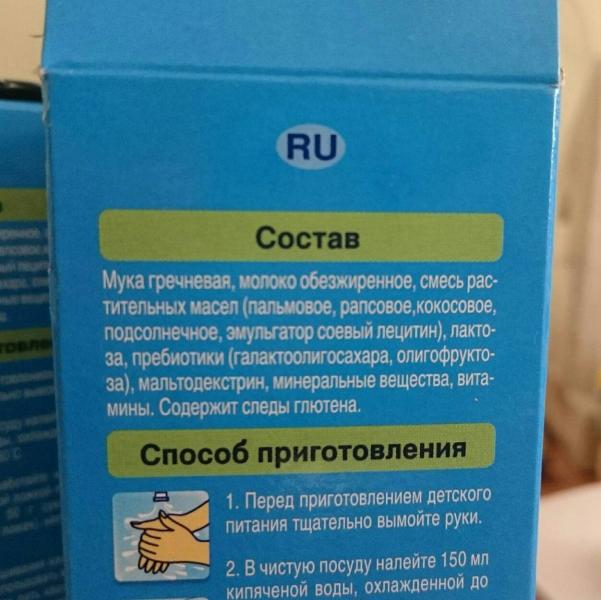 RU
Состав
Мука гречневая, молоко обезжиренное, смесь рас-
тительных масел (пальмовое, рапсовое,кокосовое,
подсолнечное, эмульгатор соевый лецитин), лакто-
за, пребиотики (галактоолигосахара, олигофрукто-
за), мальтодекстрин, минеральные вещества, вита-
мины. Содержит следы глютена.
Способ приготовления
1. Перед приготовлением детского
питания тщательно вымойте руки.
2. В чистую посуду налейте 150 мл
кипяченой воды, охлажденной до